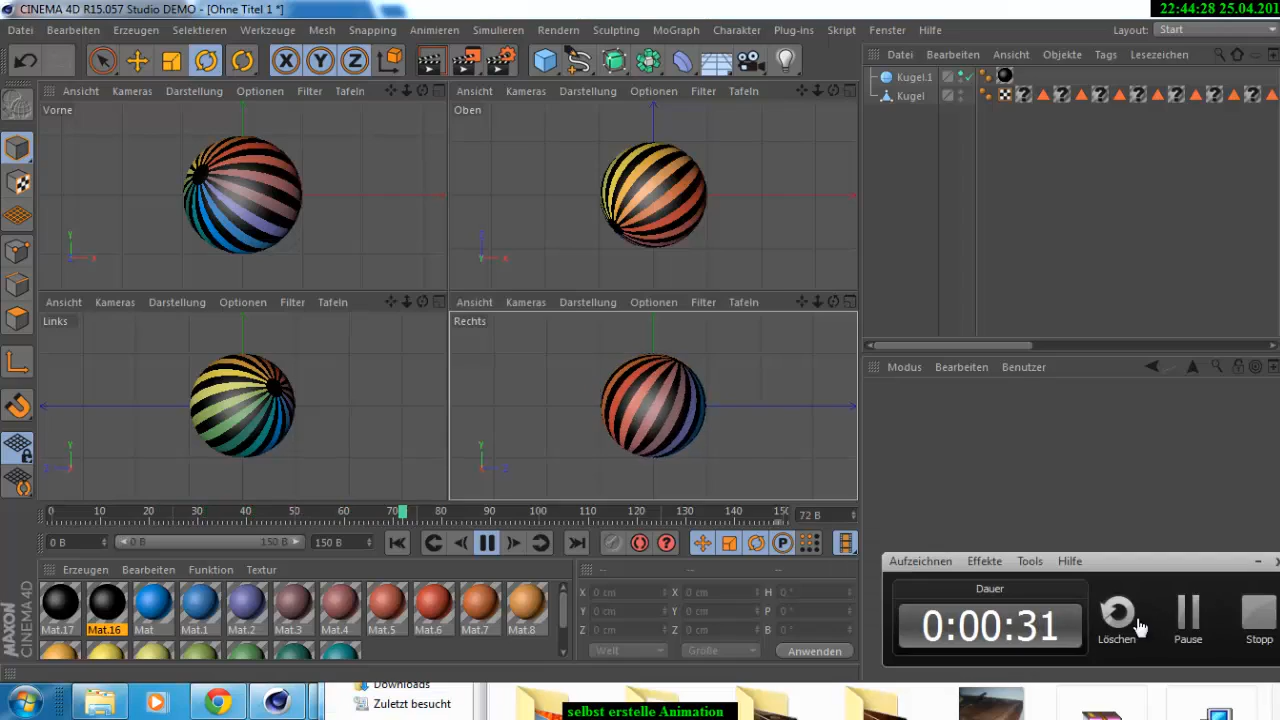 CINEMA 4D R15.057 Studio DEMO - [Ohne Titel 1 *]
22:44:28 25.04.201
Datei Bearbeiten Erzeugen Selektieren Werkzeuge Mesh Snapping Animieren Simulieren Rendern Sculpting MoGraph Charakter Plug-ins Skript Fenster Hilfe Layout: Start
X Y Z
Datei Bearbeiten Ansicht Objekte Tags Lesezeichen
Kugel.1
Kugel
Ansicht Kameras Darstellung Optionen Filter Tafeln
Vorne
Y X
Ansicht Kameras Darstellung Optionen Filter Tafeln
Oben
Y X
Ansicht Kameras Darstellung Optionen Filter Tafeln
Links
Y
Ansicht Kameras Darstellung Optionen Filter Tafeln
Rechts
Y
Modus Bearbeiten Benutzer
0 10 20 30 40 50 60 70 80 90 100 110 120 130 140 150 72 B
0 B 0 B 150 B 150 B
P
Erzeugen Bearbeiten Funktion Textur
Mat.17 Mat.16 Mat Mat.1 Mat.2 Mat.3 Mat.4 Mat.5 Mat.6 Mat.7 Mat.8
-- -- --
X 0 cm X 0 cm H 0 °
Y 0 cm Y 0 cm P 0 °
Z 0 cm Z 0 cm B 0 °
Welt Größe Anwenden
MAXON
CINEMA 4D
Aufzeichnen Effekte Tools Hilfe
Dauer
0:00:31
Löschen Pause Stopp
Downloads
Zuletzt besucht
selbst erstelle Animation